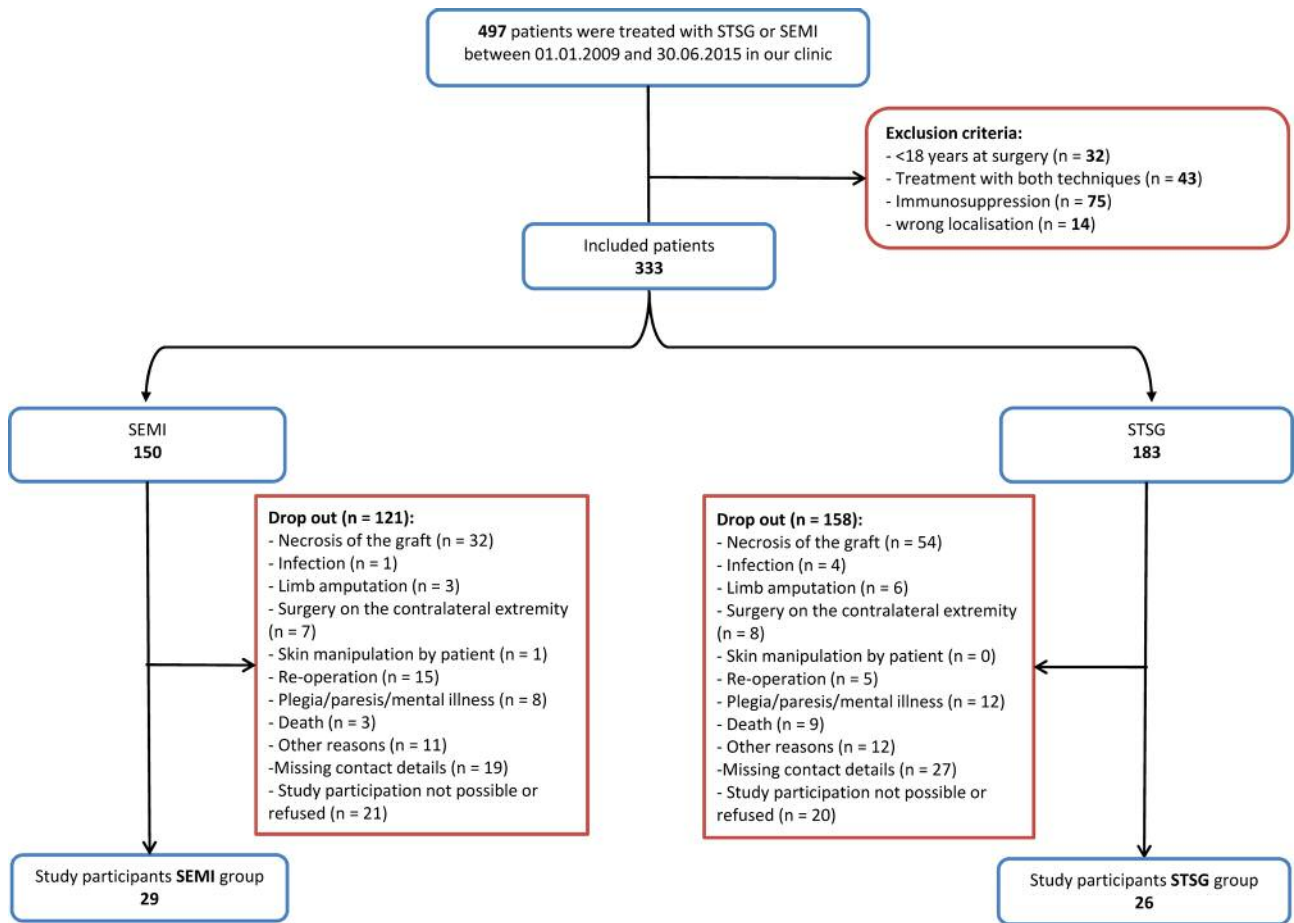 497 patients were treated with STSG or SEMI
between 01.01.2009 and 30.06.2015 in our clinic
Exclusion criteria:
- <18 years at surgery (n = 32)
- Treatment with both techniques (n = 43)
- Immunosuppression (n = 75)
- wrong localisation (n = 14)
Included patients
333
SEMI
150
STSG
183
Drop out (n = 121):
- Necrosis of the graft (n = 32)
- Infection (n = 1)
- Limb amputation (n = 3)
- Surgery on the contralateral extremity
(n = 7)
- Skin manipulation by patient (n = 1)
- Re-operation (n = 15)
- Plegia/paresis/mental illness (n = 8)
- Death (n = 3)
- Other reasons (n = 11)
-Missing contact details (n = 19)
- Study participation not possible or
refused (n = 21)
Drop out (n = 158):
- Necrosis of the graft (n = 54)
- Infection (n = 4)
- Limb amputation (n = 6)
- Surgery on the contralateral extremity
(n = 8)
- Skin manipulation by patient (n = 0)
- Re-operation (n = 5)
- Plegia/paresis/mental illness (n = 12)
- Death (n = 9)
- Other reasons (n = 12)
-Missing contact details (n = 27)
- Study participation not possible or
refused (n = 20)
Study participants SEMI group
29
Study participants STSG group
26